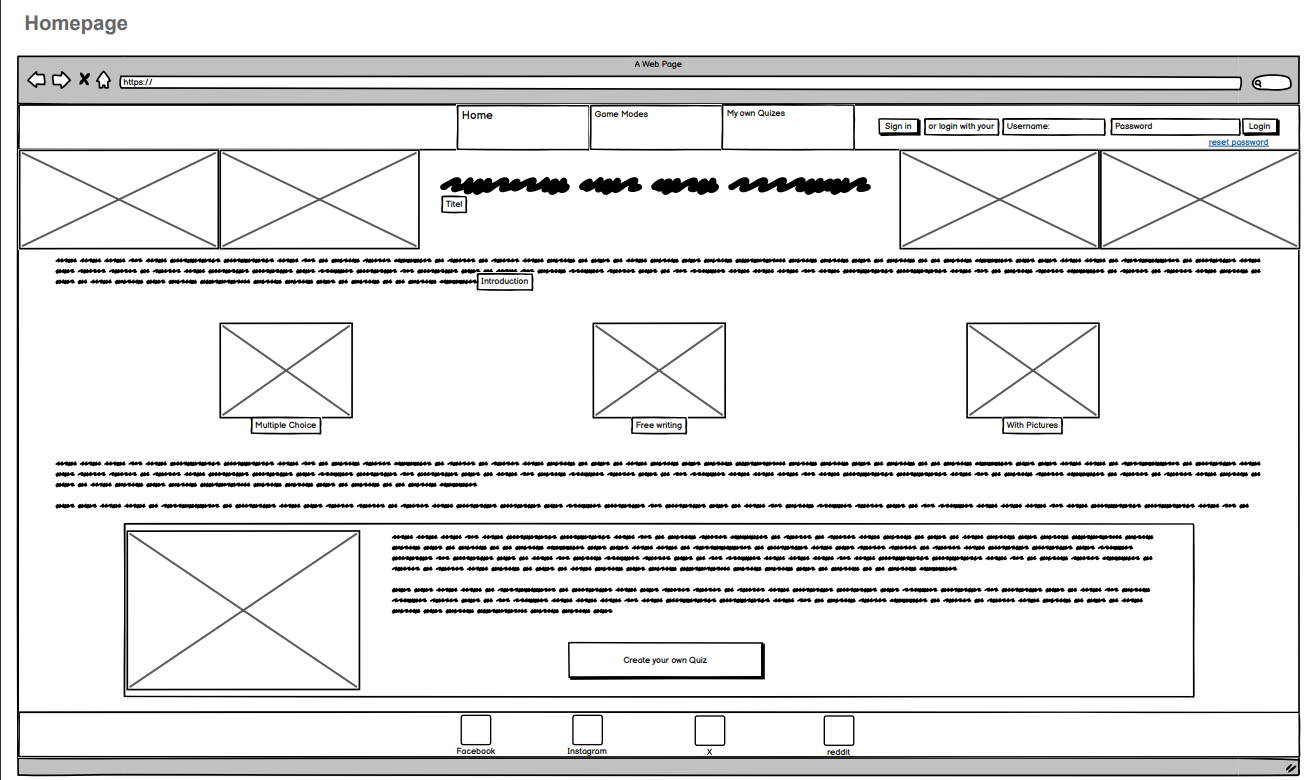 Homepage
A Web Page
https://
Home
Game Modes
My own Quizes
Sign in
or login with your
Username:
Password
Login
reset password
Titel
Introduction
Multiple Choice
Free writing
With Pictures
Create your own Quiz
Facebook
Instagram
X
reddit